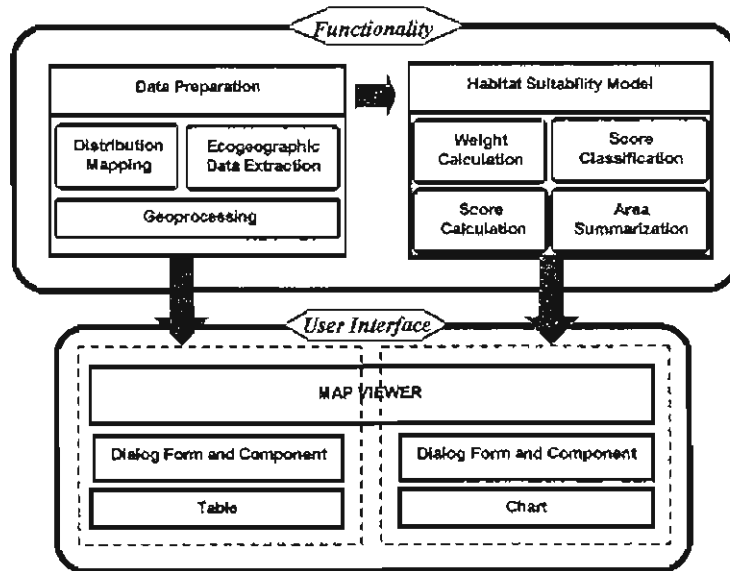 Functionality
Data Preparation
Habitat Suitability Model
Distribution
Mapping
Ecogeographic
Data Extraction
Geoprocessing
Weight
Calculation
Score
Classification
Score
Calculation
Area
Summarization
User Interface
MAP VIEWER
Dialog Form and Component
Table
Dialog Form and Component
Chart